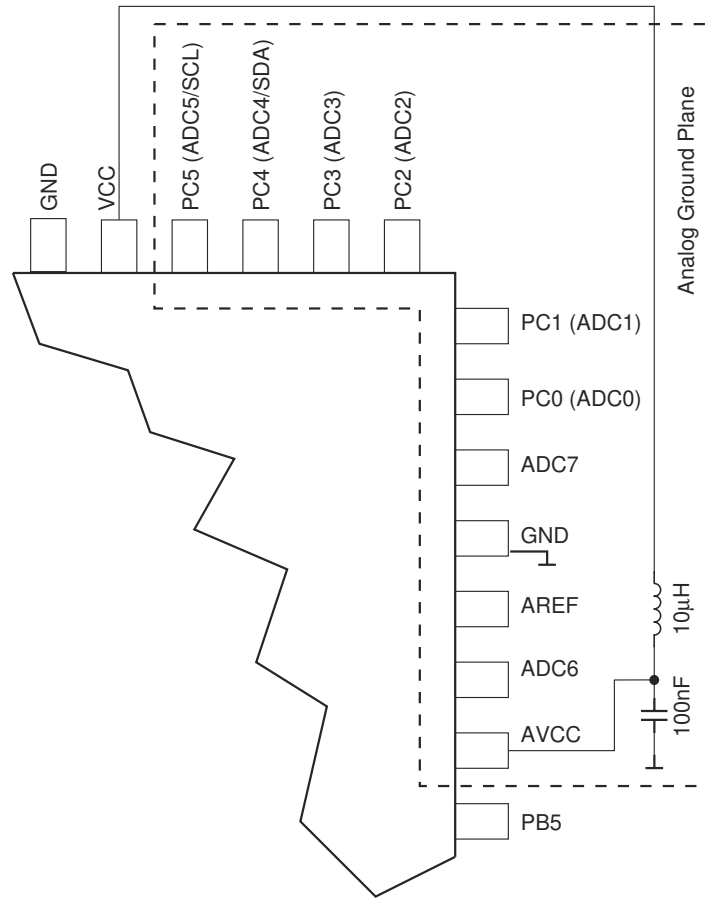 GND
VCC
PC5 (ADC5/SCL)
PC4 (ADC4/SDA)
PC3 (ADC3)
PC2 (ADC2)
Analog Ground Plane
PC1 (ADC1)
PC0 (ADC0)
ADC7
GND
AREF
ADC6
AVCC
PB5
10μH
100nF